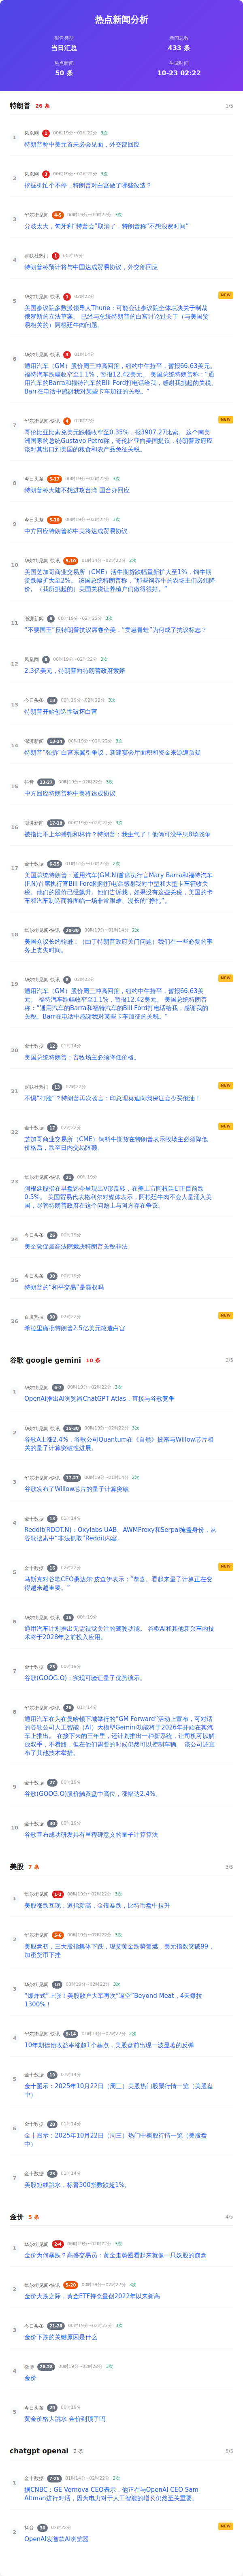 热点新闻分析
报告类型
新闻总数
当日汇总
433 条
热点新闻
生成时间
50 条
10-23 02:22
特朗普 26 条 1/5
1 凤凰网 1 00时19分~02时22分 3次
特朗普称中美元首未必会见面，外交部回应
2 凤凰网 3 00时19分~02时22分 3次
挖掘机忙个不停，特朗普对白宫做了哪些改造？
3 华尔街见闻 4-5 00时19分~02时22分 3次
分歧太大，匈牙利“特普会”取消了，特朗普称“不想浪费时间”
4 财联社热门 1 00时19分
特朗普称预计将与中国达成贸易协议，外交部回应
5 华尔街见闻·快讯 02时22分 NEW
美国参议院多数派领导人Thune：可能会计参议院全体表决关于制裁
俄罗斯的立法草案。 已经与总统特朗普的白宫讨论过关于（与美国贸
易相关的）阿根廷牛肉问题。
6 华尔街见闻·快讯 01时14分
通用汽车（GM）股价周三冲高回落，纽约中午持平，暂报66.63美元。
福特汽车跌幅收窄至1.1%，暂报12.42美元。 美国总统特朗普称：“通
用汽车的Barra和福特汽车的Bill Ford打电话给我，感谢我挑起的关税。
Barr在电话中感谢我对某些卡车加征的关税。”
7 华尔街见闻·快讯 4 02时22分 NEW
哥伦比亚比索兑美元跌幅收窄至0.35%，报3907.27比索。 这个南美
洲国家的总统Gustavo Petro称，哥伦比亚向美国提议，特朗普政府应
该对其出口到美国的粮食和农产品免征关税。
8 今日头条 5-17 00时19分~02时22分 3次
特朗普称大陆不想进攻台湾 国台办回应
9 今日头条 5-19 00时19分~02时22分 3次
中方回应特朗普称中美将达成贸易协议
10 华尔街见闻·快讯 5-10 01时14分~02时22分 2次
美国芝加哥商业交易所（CME）活牛期货跌幅重新扩大至1%，饲牛期
货跌幅扩大至2%。 该国总统特朗普称，“那些饲养牛的农场主们必须降
价。（我所挑起的）美国关税让养殖户们做得很好。”
11 澎湃新闻 6 00时19分~02时22分 3次
“不要国王”反特朗普抗议席卷全美，“卖崽青蛙”为何成了抗议标志？
12 凤凰网 8 00时19分~02时22分 3次
2.3亿美元，特朗普向特朗普政府索赔
13 今日头条 00时19分~02时22分 3次
特朗普开始创造性破坏白宫
14 澎湃新闻 13-14 00时19分~02时22分 3次
特朗普“强拆”白宫东翼引争议，新建宴会厅面积和资金来源遭质疑
15 抖音 13-27 00时19分~02时22分 3次
中方回应特朗普称中美将达成协议
16 澎湃新闻 17-18 00时19分~02时22分 3次
被指比不上华盛顿和林肯？特朗普：我生气了！他俩可没平息8场战争
17 金十数据 6-25 01时14分~02时22分 2次
美国总统特朗普：通用汽车(GM.N)首席执行官Mary Barra和福特汽车
(F.N)首席执行官Bill Ford刚刚打电话感谢我对中型和大型卡车征收关
税。他们的股价已经飙升。他们告诉我，如果没有这些关税，美国的卡
车和汽车制造商将面临一场非常艰难、漫长的“挣扎”。
18 华尔街见闻·快讯 20-30 00时19分~01时14分 2次
美国众议长约翰逊：（由于特朗普政府关门问题）我们在一些必要的事
务上丧失时间。
19 华尔街见闻·快讯 02时22分 NEW
通用汽车（GM）股价周三冲高回落，纽约中午持平，暂报66.63美
元。 福特汽车跌幅收窄至1.1%，暂报12.42美元。 美国总统特朗普
称：“通用汽车的Barra和福特汽车的Bill Ford打电话给我，感谢我的
关税。Barr在电话中感谢我对某些卡车加征的关税。”
20 金十数据 12 01时14分
美国总统特朗普：畜牧场主必须降低价格。
21 财联社热门 13 02时22分 NEW
不惧“打脸”？特朗普再次扬言：印总理莫迪向我保证会少买俄油！
22 金十数据 17 02时22分 NEW
芝加哥商业交易所（CME）饲料牛期货在特朗普表示牧场主必须降低
价格后，跌至日内交易限额。
23 华尔街见闻·快讯 21 00时19分
阿根廷股指在早盘迄今呈现出V形反转，在美上市阿根廷ETF目前跌
0.5%。 美国贸易代表格利尔对媒体表示，阿根廷牛肉不会大量涌入美
国，尽管特朗普政府在这个问题上与阿方存在争议。
24 今日头条 26 00时19分
美企敦促最高法院裁决特朗普关税非法
25 今日头条 30 00时19分
特朗普的“和平交易”是霸权吗
26 百度热搜 30 02时22分 NEW
希拉里痛批特朗普2.5亿美元改造白宫
谷歌 google gemini 10 条 2/5
1 华尔街见闻 6-7 00时19分~02时22分 3次
OpenAI推出AI浏览器ChatGPT Atlas，直接与谷歌竞争
2 华尔街见闻·快讯 15-30 00时19分~02时22分 3次
谷歌A上涨2.4%，谷歌公司Quantum在《自然》披露与Willow芯片相
关的量子计算突破性进展。
3 华尔街见闻·快讯 17-27 00时19分~01时14分 2次
谷歌发布了Willow芯片的量子计算突破
4 金十数据 13 01时14分
Reddit(RDDT.N)：Oxylabs UAB、AWMProxy和Serpai掩盖身份，从
谷歌搜索中“非法抓取”Reddit内容。
5 金十数据 16 02时22分 NEW
马斯克对谷歌CEO桑达尔·皮查伊表示：“恭喜。看起来量子计算正在变
得越来越重要。”
6 华尔街见闻·快讯 16 00时19分
通用汽车计划推出无需视觉关注的驾驶功能。 谷歌AI和其他新兴车内技
术将于2028年之前投入应用。
7 金十数据 22 00时19分
谷歌(GOOG.O)：实现可验证量子优势演示。
8 华尔街见闻·快讯 26 01时14分
通用汽车在为在曼哈顿下城举行的“GM Forward”活动上宣布，可对话
的谷歌公司人工智能（AI）大模型Gemini功能将于2026年开始在其汽
车上推出。 在接下来的三年里，还计划推出一种新系统，让司机可以解
放双手，不看路，但在他们需要的时候仍然可以控制车辆。 该公司还宣
布了其他技术举措。
9 金十数据 27 00时19分
谷歌(GOOG.O)股价触及盘中高位，涨幅达2.4%。
10 金十数据 30 00时19分
谷歌宣布成功研发具有里程碑意义的量子计算算法
美股 7 条 3/5
1 华尔街见闻 1-3 00时19分~02时22分 3次
美股涨跌互现，道指新高，金银暴跌，比特币盘中拉升
2 华尔街见闻 5-6 00时19分~02时22分 3次
美股盘初，三大股指集体下跌，现货黄金跌势复燃，美元指数突破99，
加密货币下挫
3 华尔街见闻 10 00时19分~02时22分 3次
“爆炸式”上涨！美股散户大军再次“逼空”Beyond Meat，4天爆拉
1300%！
4 华尔街见闻·快讯 9-14 01时14分~02时22分 2次
10年期德债收益率涨超1个基点，美股盘前出现一波显著的反弹
5 金十数据 19 01时14分
金十图示：2025年10月22日（周三）美股热门股票行情一览（美股盘
中）
6 金十数据 20 01时14分
金十图示：2025年10月22日（周三）热门中概股行情一览（美股盘
中）
7 金十数据 23 01时14分
美股短线跳水，标普500指数跌超1%。
金价 5 条 4/5
1 华尔街见闻 2-4 00时19分~02时22分 3次
金价为何暴跌？高盛交易员：黄金走势图看起来就像一只妖股的崩盘
2 华尔街见闻·快讯 5-20 00时19分~02时22分 3次
金价大跌之际，黄金ETF持仓量创2022年以来新高
3 今日头条 21-28 00时19分~02时22分 3次
金价下跌的关键原因是什么
4 微博 26-28 00时19分~02时22分 3次
金价
5 今日头条 29 00时19分
黄金价格大跳水 金价到顶了吗
chatgpt openai 2 条 5/5
1 金十数据 7-26 01时14分~02时22分 2次
据CNBC：GE Vernova CEO表示，他正在与OpenAI CEO Sam
Altman进行对话，因为电力对于人工智能的增长仍然至关重要。
2 抖音 30 02时22分 NEW
OpenAI发首款AI浏览器